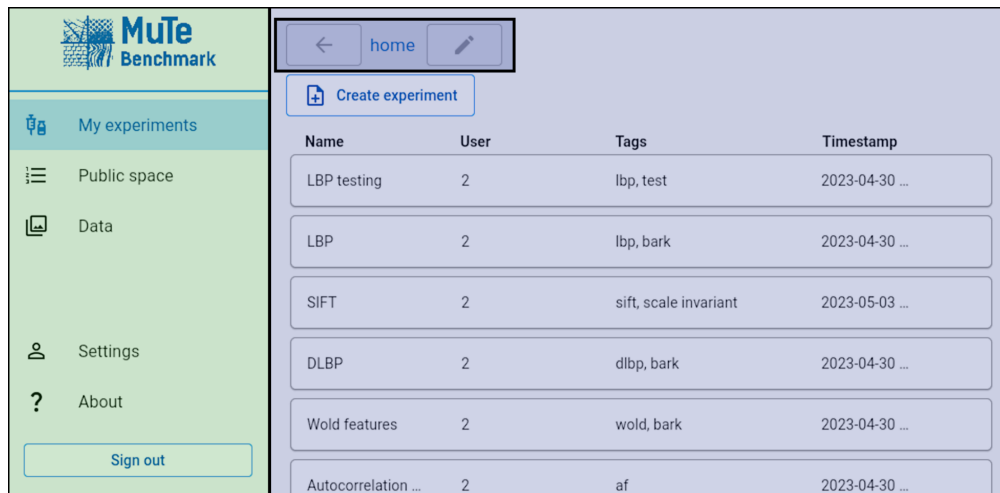 MuTe
Benchmark
My experiments
Public space
Data
Settings
About
Sign out
home
Create experiment
Name User Tags Timestamp
LBP testing 2 lbp, test 2023-04-30 ...
LBP 2 lbp, bark 2023-04-30 ...
SIFT 2 sift, scale invariant 2023-05-03 ...
DLBP 2 dlbp, bark 2023-04-30 ...
Wold features 2 wold, bark 2023-04-30 ...
Autocorrelation ... 2 af 2023-04-30 ...